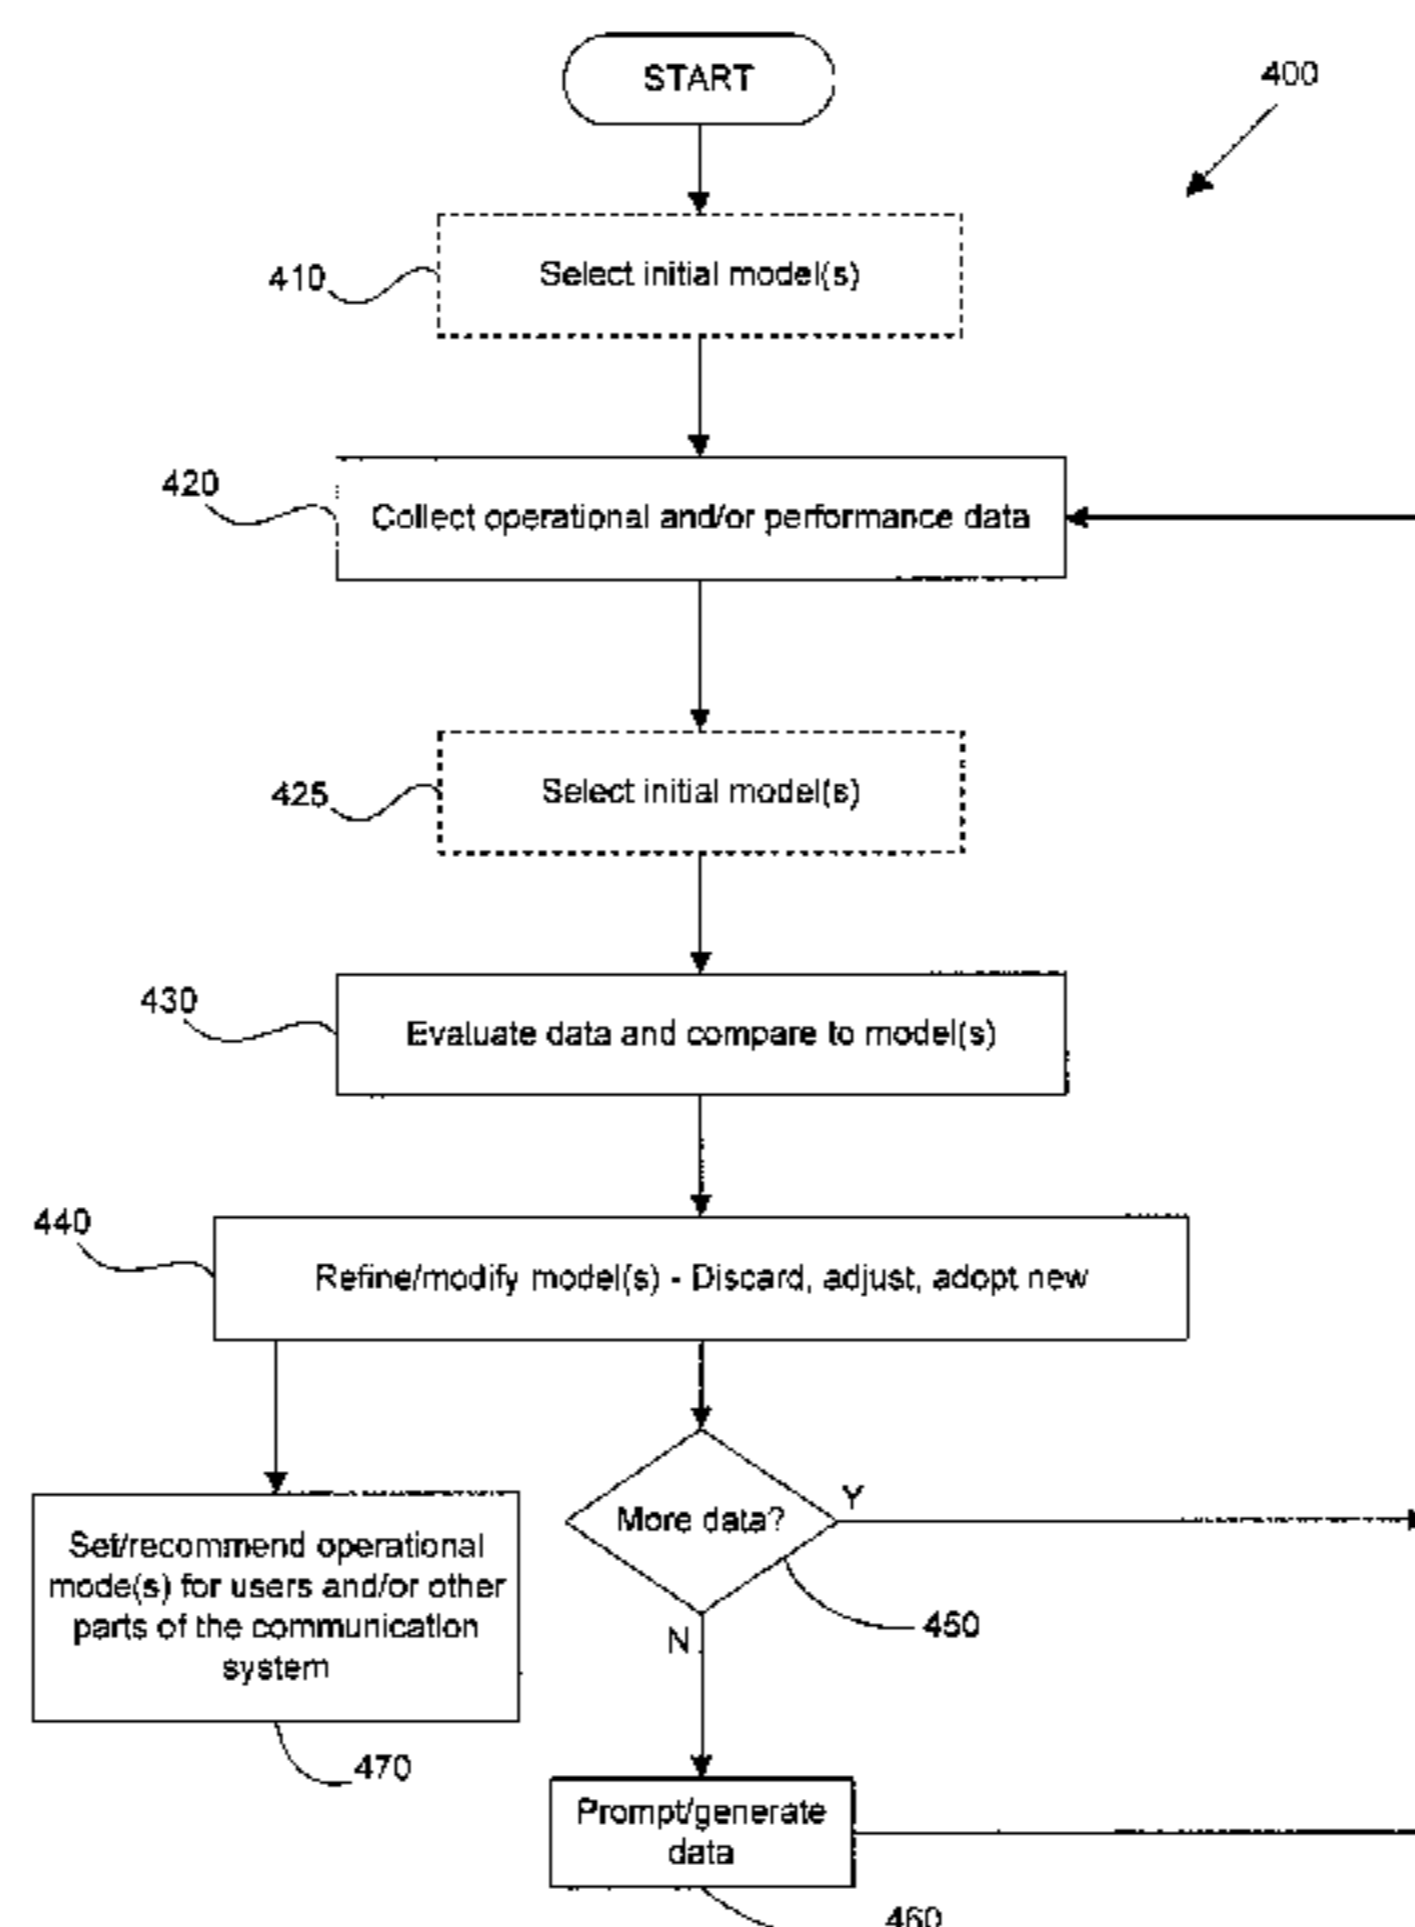 START
400
410
Select initial model(s)
420
Collect operational and/or performance data
425
Select initial model(s)
430
Evaluate data and compare to model(s)
440
Refine/modify model(s) - Discard, adjust, adopt new
More data?
Y
N
450
Set/recommend operational
mode(s) for users and/or other
parts of the communication
system
470
Prompt/generate
data
460